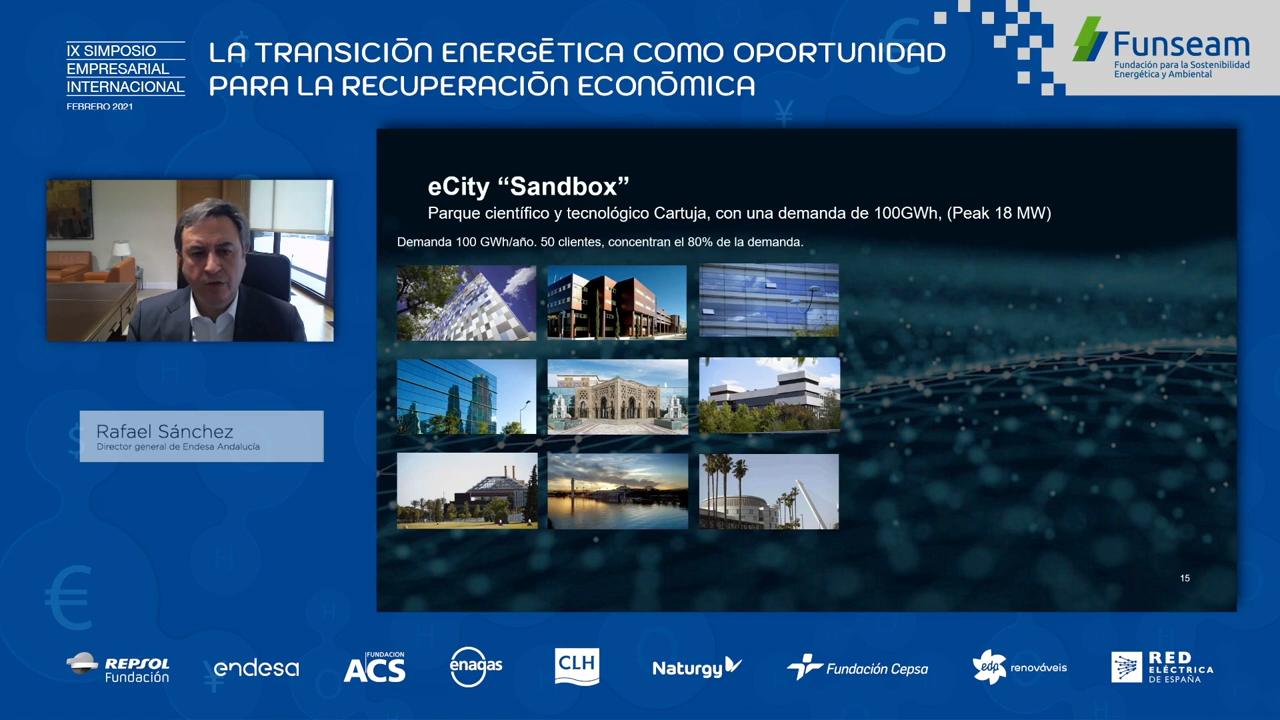 IX SIMPOSIO
EMPRESARIAL
INTERNACIONAL
FEBRERO 2021
LA TRANSICIÓN ENERGÉTICA COMO OPORTUNIDAD
PARA LA RECUPERACIÓN ECONÓMICA
Funseam
Fundación para la Sostenibilidad
Energética y Ambiental
eCity “Sandbox”
Parque científico y tecnológico Cartuja, con una demanda de 100GWh, (Peak 18 MW)
Demanda 100 GWh/año. 50 clientes, concentran el 80% de la demanda.
Rafael Sánchez
Director general de Endesa Andalucía
15
REPSOL
Fundación
endesa
FUNDACION
ACS
enagas
CLH
Naturgy
Fundación Cepsa
edp renováveis
RED
ELÉCTRICA
DE ESPAÑA